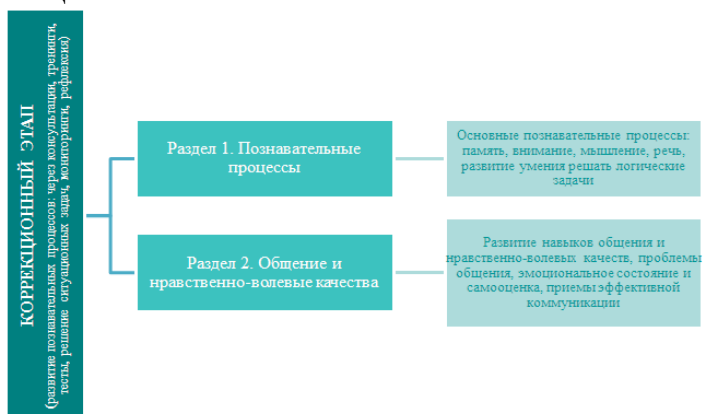 КОРРЕКЦИОННЫЙ ЭТАП
(развитие познавательных процессов: через консультации, тренинги,
тесты, решение ситуационных задач, мониторинги, рефлексия)
Раздел 1. Познавательные
процессы
Основные познавательные процессы:
память, внимание, мышление, речь,
развитие умения решать логические
задачи
Раздел 2. Общение и
нравственно-волевые качества
Развитие навыков общения и
нравственно-волевых качеств, проблемы
общения, эмоциональное состояние и
самооценка, приемы эффективной
коммуникации